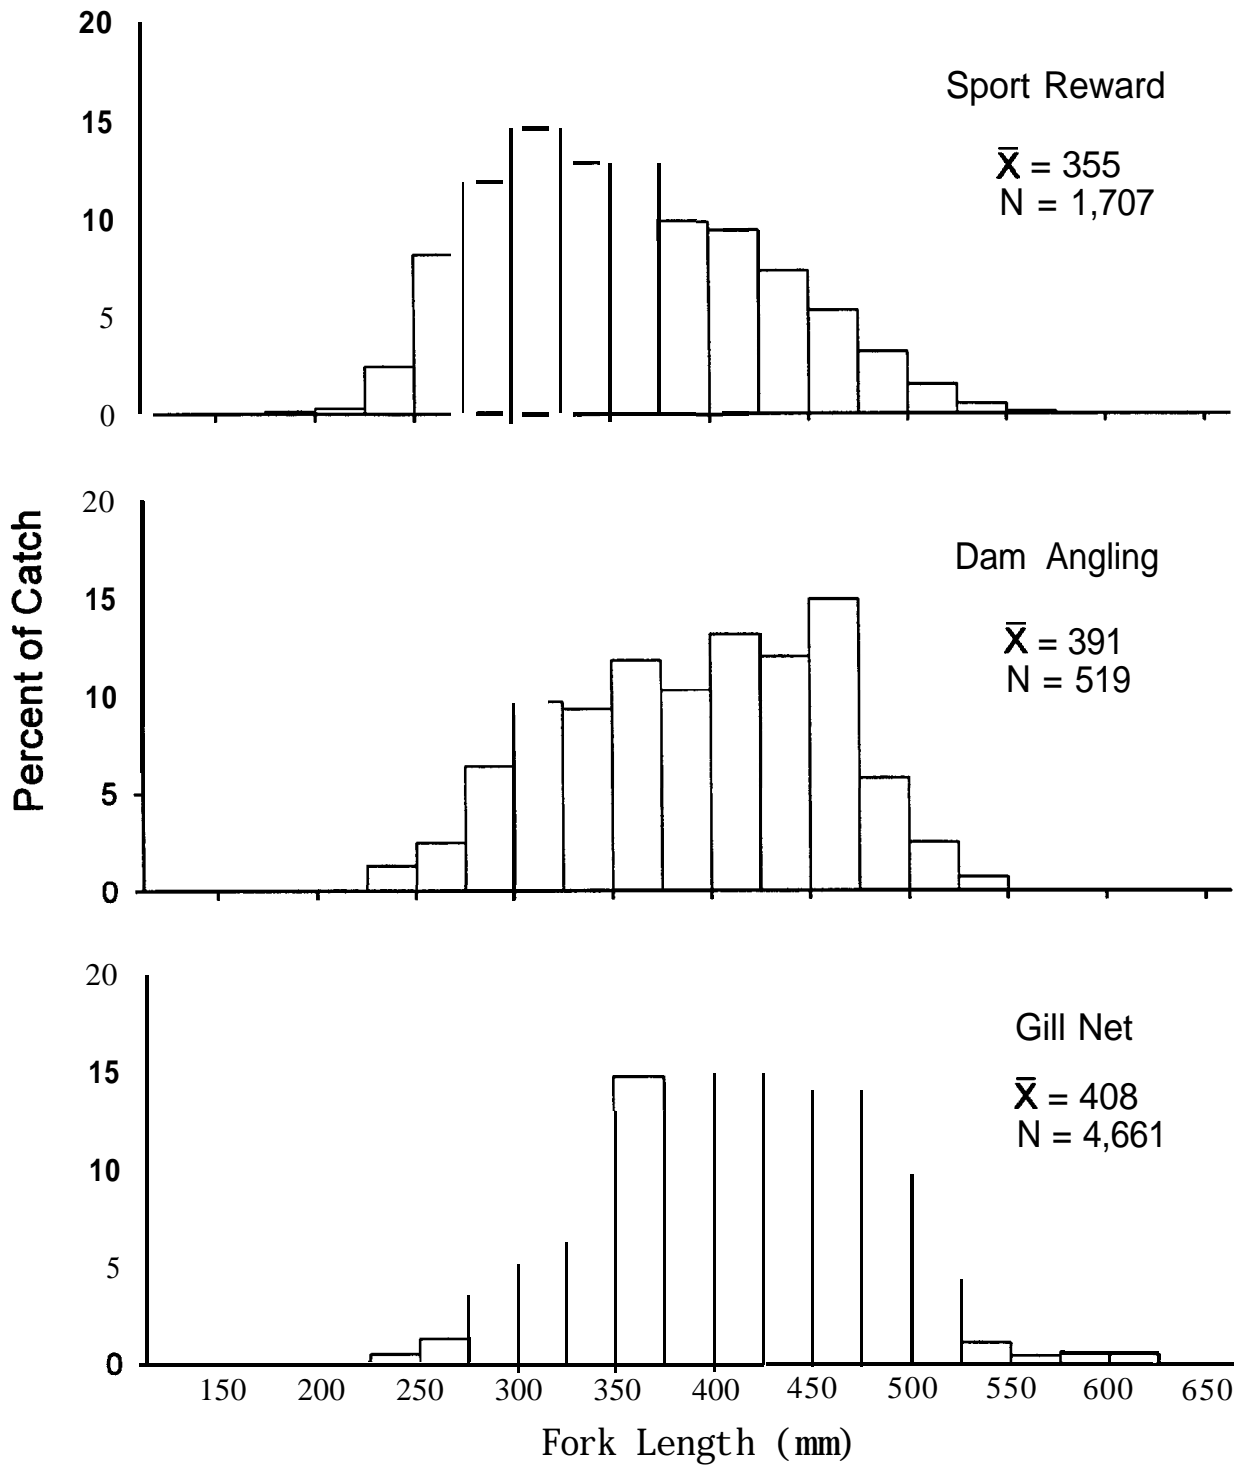 20
15
10
5
0
Sport Reward
X̅ = 355
N = 1,707
Percent of Catch
20
15
10
5
0
Dam Angling
X̅ = 391
N = 519
20
15
10
5
0
Gill Net
X̅ = 408
N = 4,661
150 200 250 300 350 400 450 500 550 600 650
Fork Length (mm)